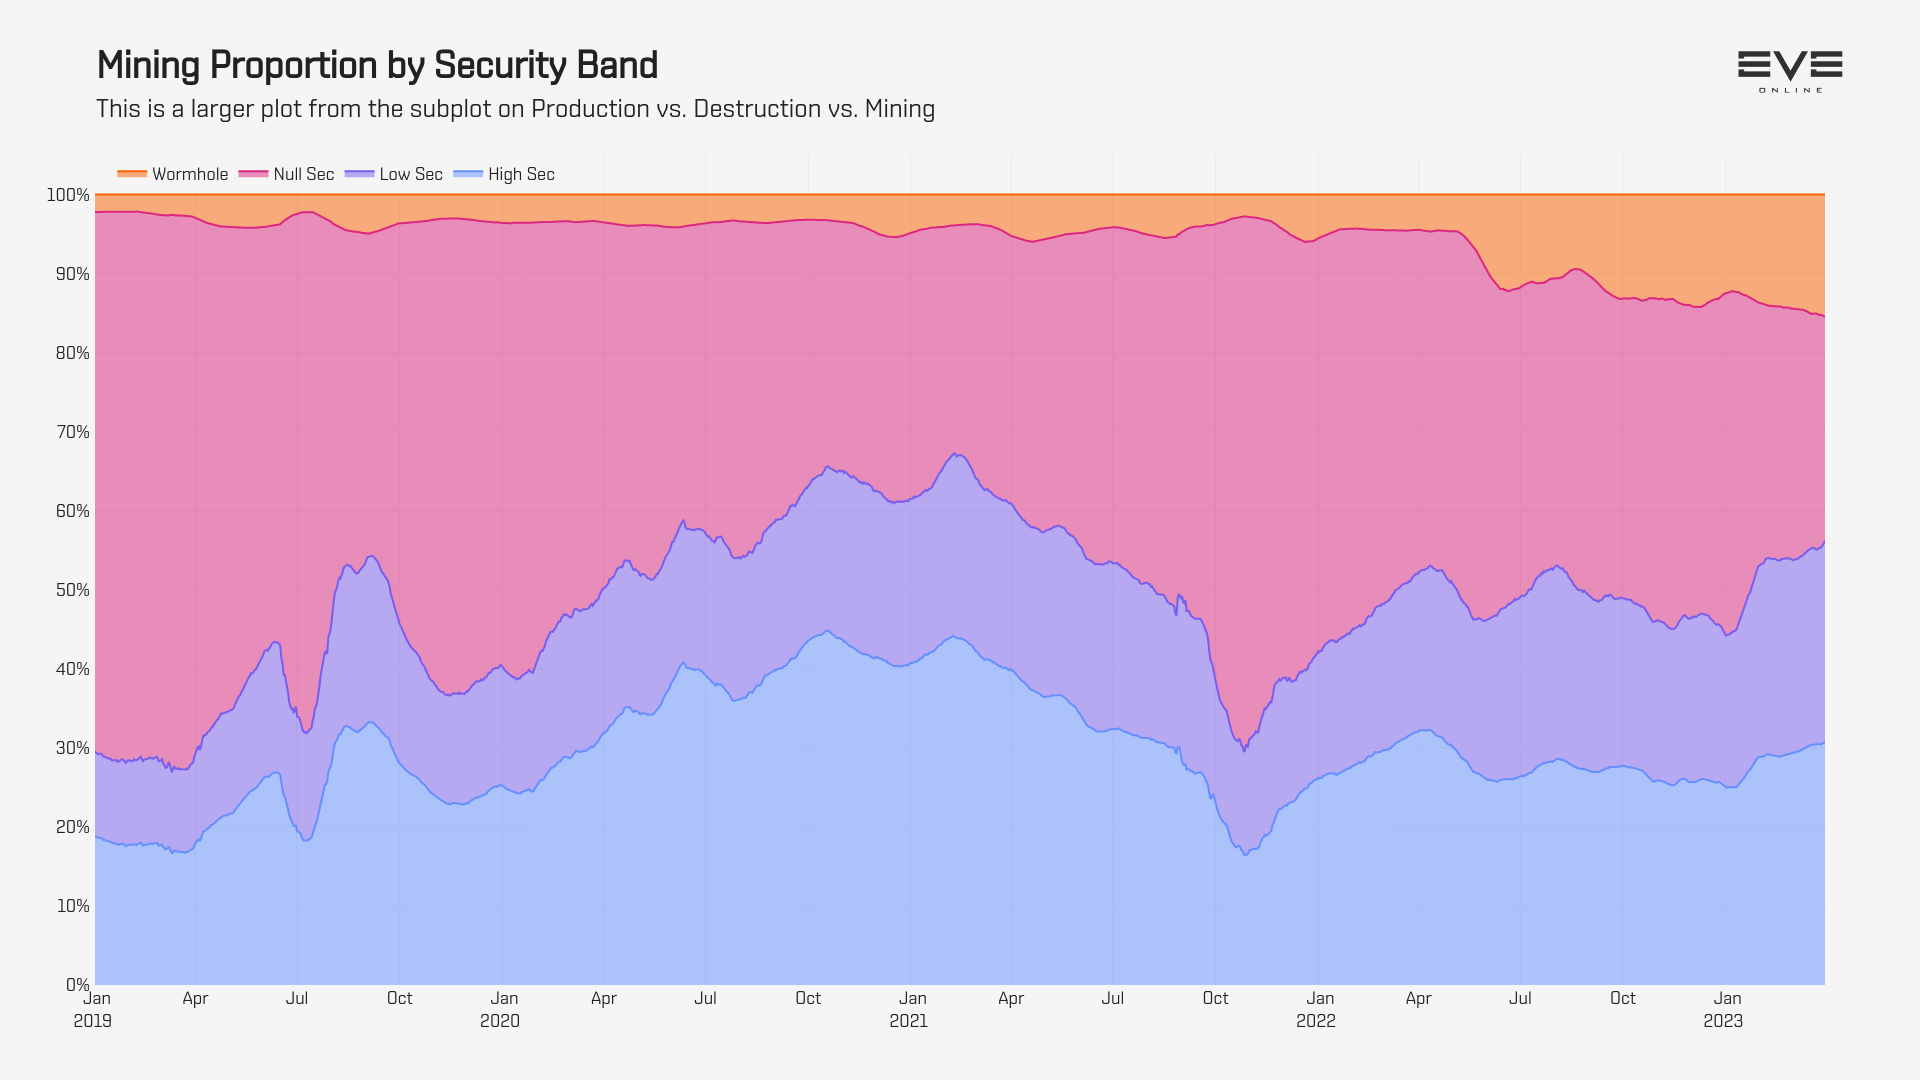 Mining Proportion by Security Band
This is a larger plot from the subplot on Production vs. Destruction vs. Mining
EVE
ONLINE
Wormhole Null Sec Low Sec High Sec
100%
90%
80%
70%
60%
50%
40%
30%
20%
10%
0%
Jan Apr Jul Oct Jan Apr Jul Oct Jan Apr Jul Oct Jan Apr Jul Oct Jan
2019 2020 2021 2022 2023